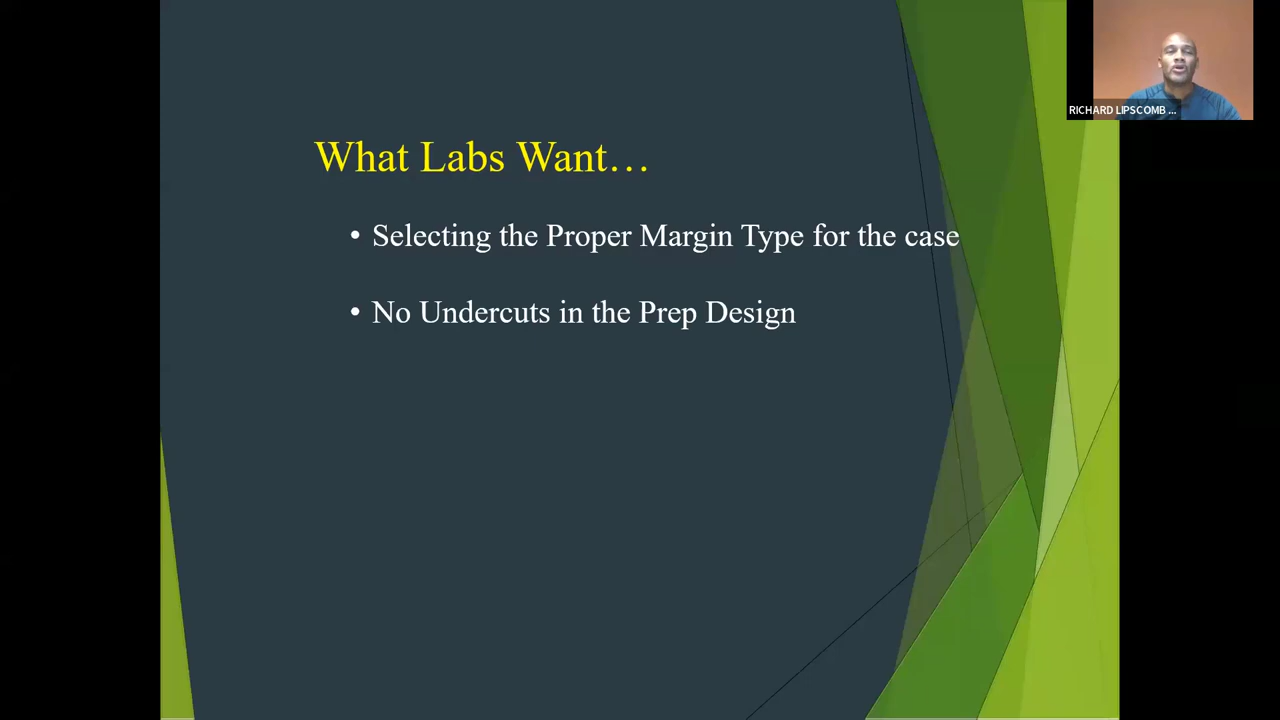 What Labs Want…
• Selecting the Proper Margin Type for the case
• No Undercuts in the Prep Design
RICHARD LIPSCOMB ...